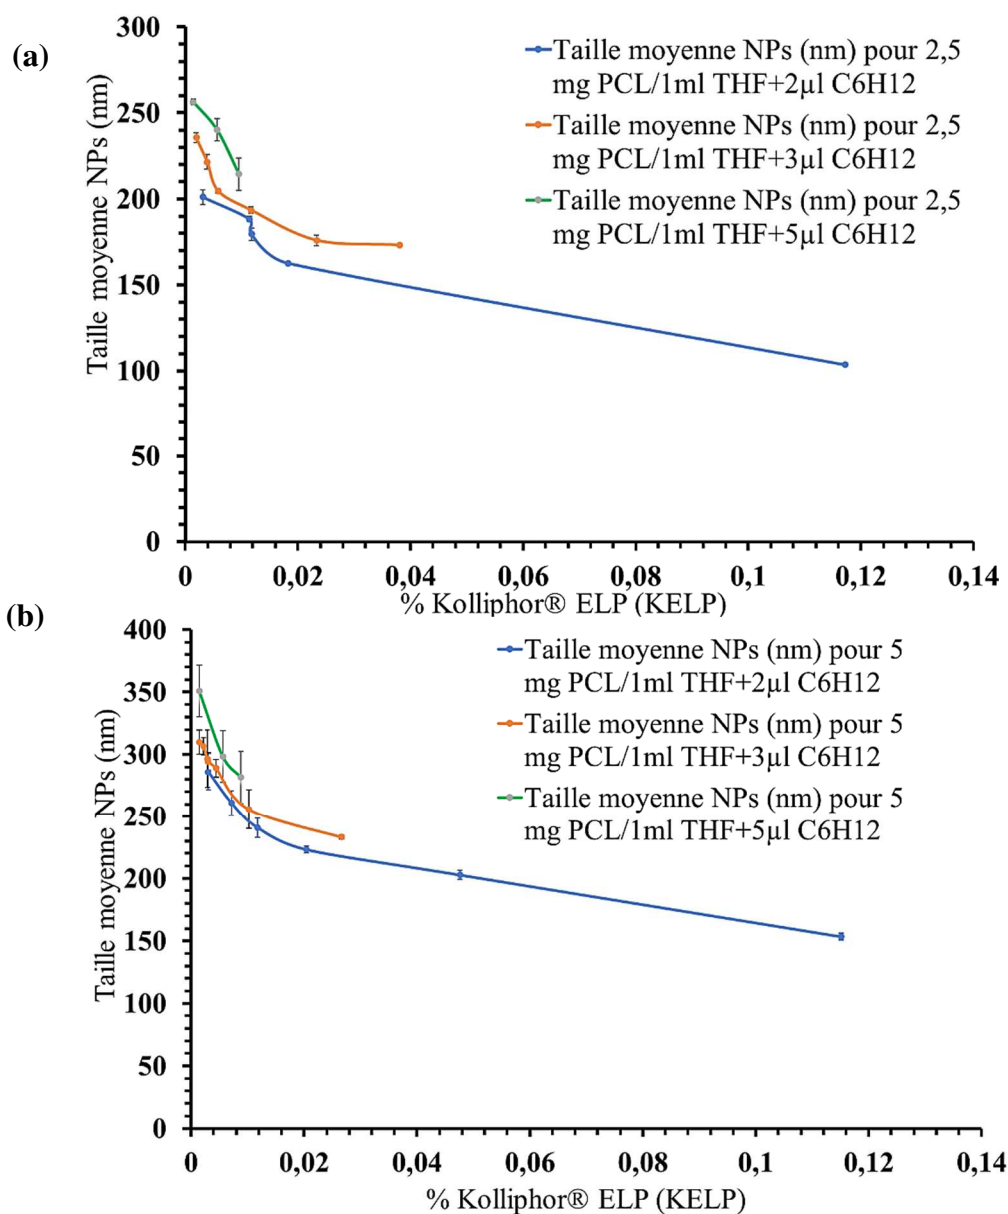 (a)
Taille moyenne NPs (nm)
300
250
200
150
100
50
0
Taille moyenne NPs (nm) pour 2,5
mg PCL/1ml THF+2µl C6H12
Taille moyenne NPs (nm) pour 2,5
mg PCL/1ml THF+3µl C6H12
Taille moyenne NPs (nm) pour 2,5
mg PCL/1ml THF+5µl C6H12
0 0,02 0,04 0,06 0,08 0,1 0,12 0,14
% Kolliphor® ELP (KELP)
(b)
Taille moyenne NPs (nm)
400
350
300
250
200
150
100
50
0
Taille moyenne NPs (nm) pour 5
mg PCL/1ml THF+2µl C6H12
Taille moyenne NPs (nm) pour 5
mg PCL/1ml THF+3µl C6H12
Taille moyenne NPs (nm) pour 5
mg PCL/1ml THF+5µl C6H12
0 0,02 0,04 0,06 0,08 0,1 0,12 0,14
% Kolliphor® ELP (KELP)